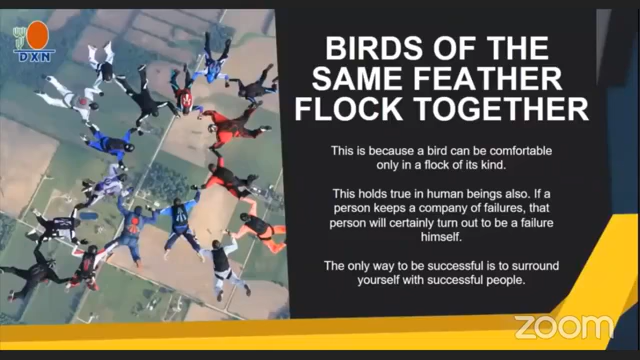 DXN
BIRDS OF THE
SAME FEATHER
FLOCK TOGETHER
This is because a bird can be comfortable
only in a flock of its kind.
This holds true in human beings also. If a
person keeps a company of failures, that
person will certainly turn out to be a failure
himself.
The only way to be successful is to surround
yourself with successful people.
zoom